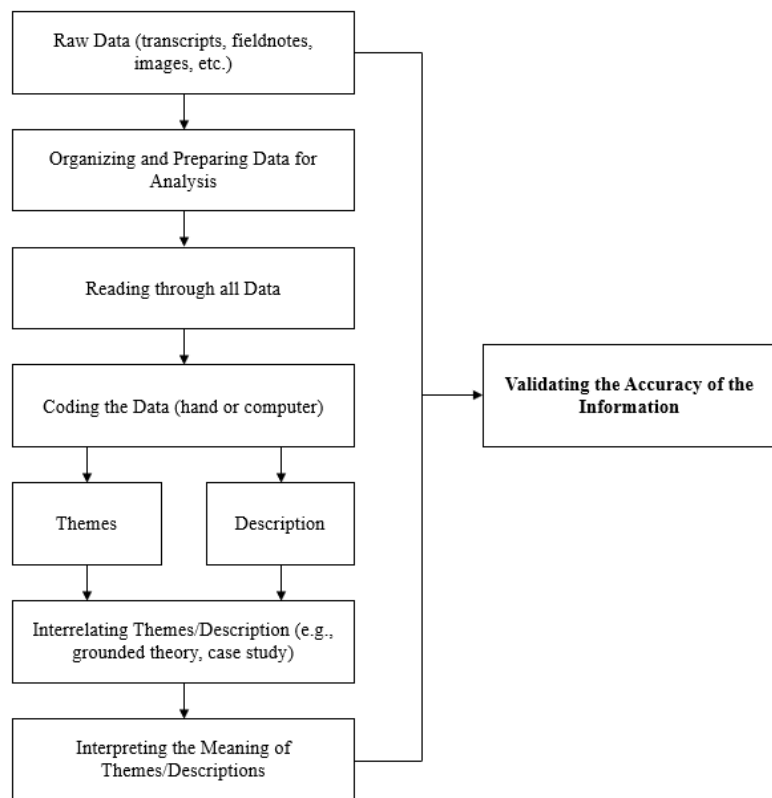 Raw Data (transcripts, fieldnotes,
images, etc.)
Organizing and Preparing Data for
Analysis
Reading through all Data
Coding the Data (hand or computer)
Themes
Description
Interrelating Themes/Description (e.g.,
grounded theory, case study)
Interpreting the Meaning of
Themes/Descriptions
Validating the Accuracy of the
Information